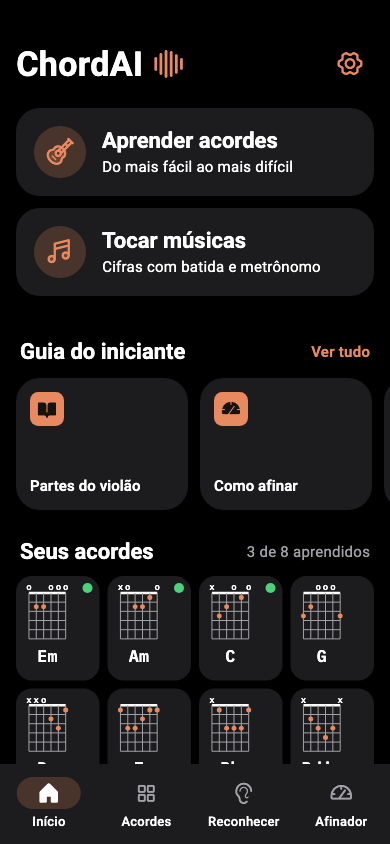 ChordAI
Aprender acordes
Do mais fácil ao mais difícil
Tocar músicas
Cifras com batida e metrônomo
Guia do iniciante
Ver tudo
Partes do violão
Como afinar
Seus acordes
3 de 8 aprendidos
Em
Am
C
G
Início
Acordes
Reconhecer
Afinador